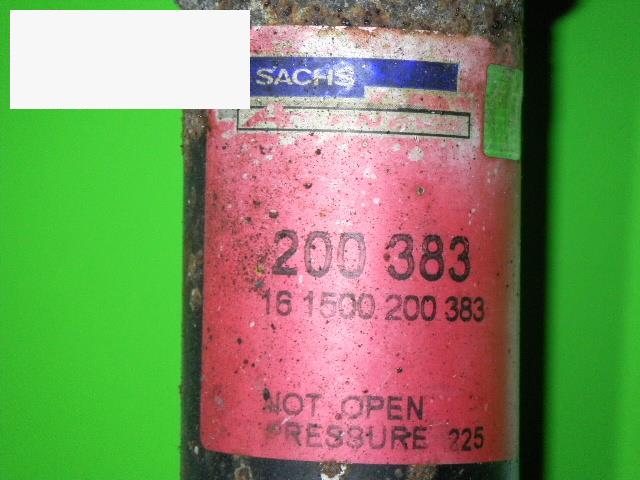 SACHS
200 383
16 1500 200 383
NOT OPEN
PRESSURE 225